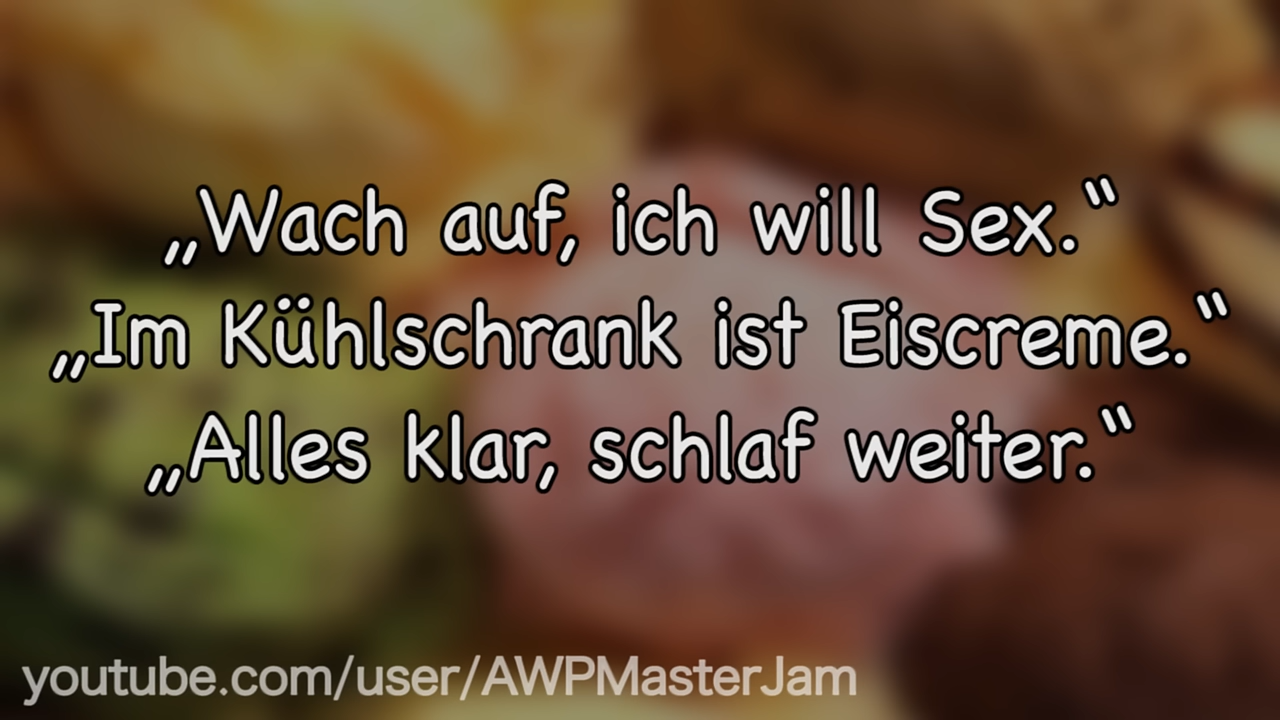 „Wach auf, ich will Sex.“
„Im Kühlschrank ist Eiscreme.“
„Alles klar, schlaf weiter.“
youtube.com/user/AWPMasterJam